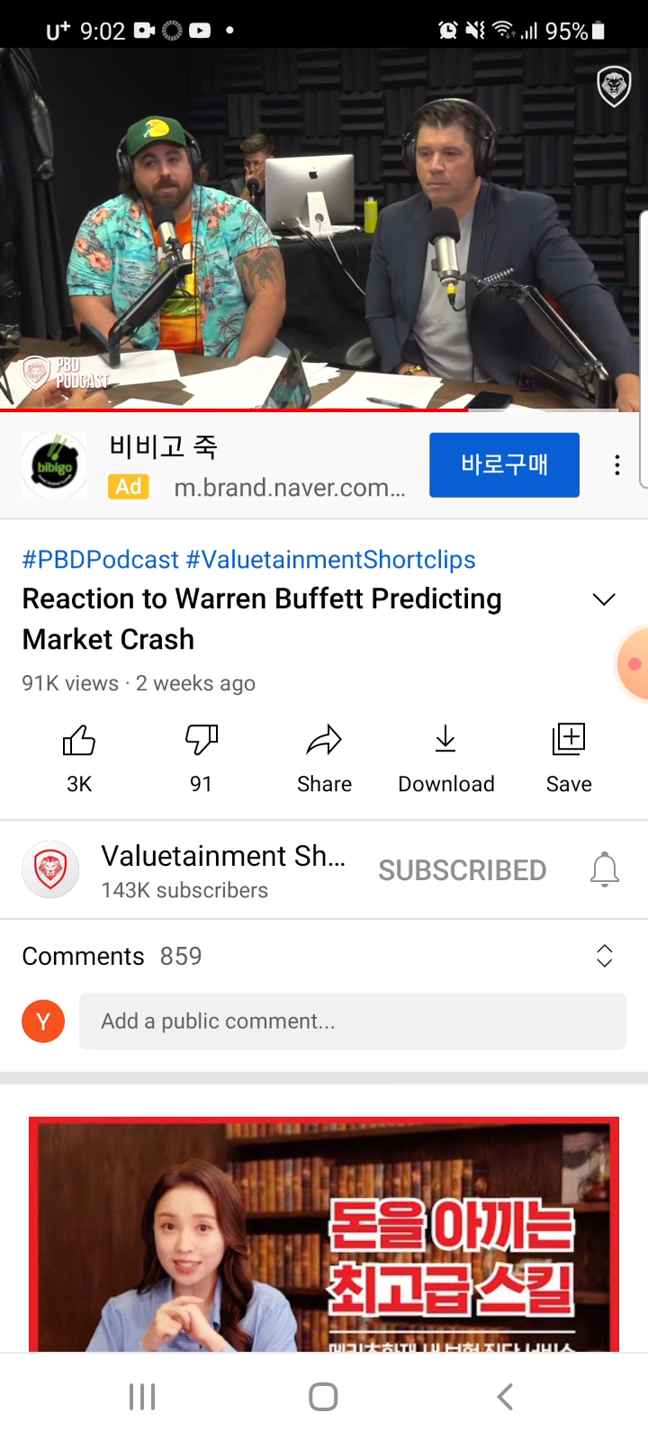 U+ 9:02
95%
PBD
PODCAST
bibigo
비비고 죽
Ad m.brand.naver.com...
바로구매
#PBDPodcast #ValuetainmentShortclips
Reaction to Warren Buffett Predicting
Market Crash
91K views · 2 weeks ago
3K 91 Share Download Save
Valuetainment Sh... SUBSCRIBED
143K subscribers
Comments 859
Y Add a public comment...
돈을 아끼는
최고급 스킬